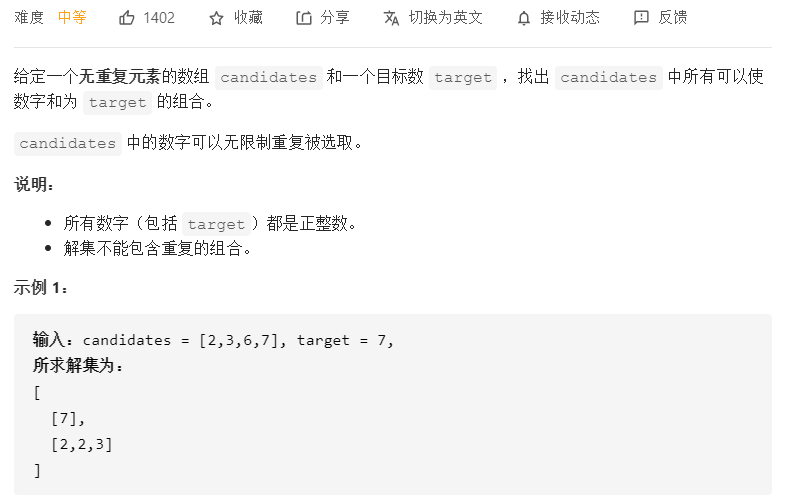 难度 中等 1402 收藏 分享 切换为英文 接收动态 反馈
给定一个无重复元素的数组 candidates 和一个目标数 target ，找出 candidates 中所有可以使
数字和为 target 的组合。
candidates 中的数字可以无限制重复被选取。
说明：
• 所有数字（包括 target）都是正整数。
• 解集不能包含重复的组合。
示例 1：
输入：candidates = [2,3,6,7], target = 7,
所求解集为：
[
[7],
[2,2,3]
]